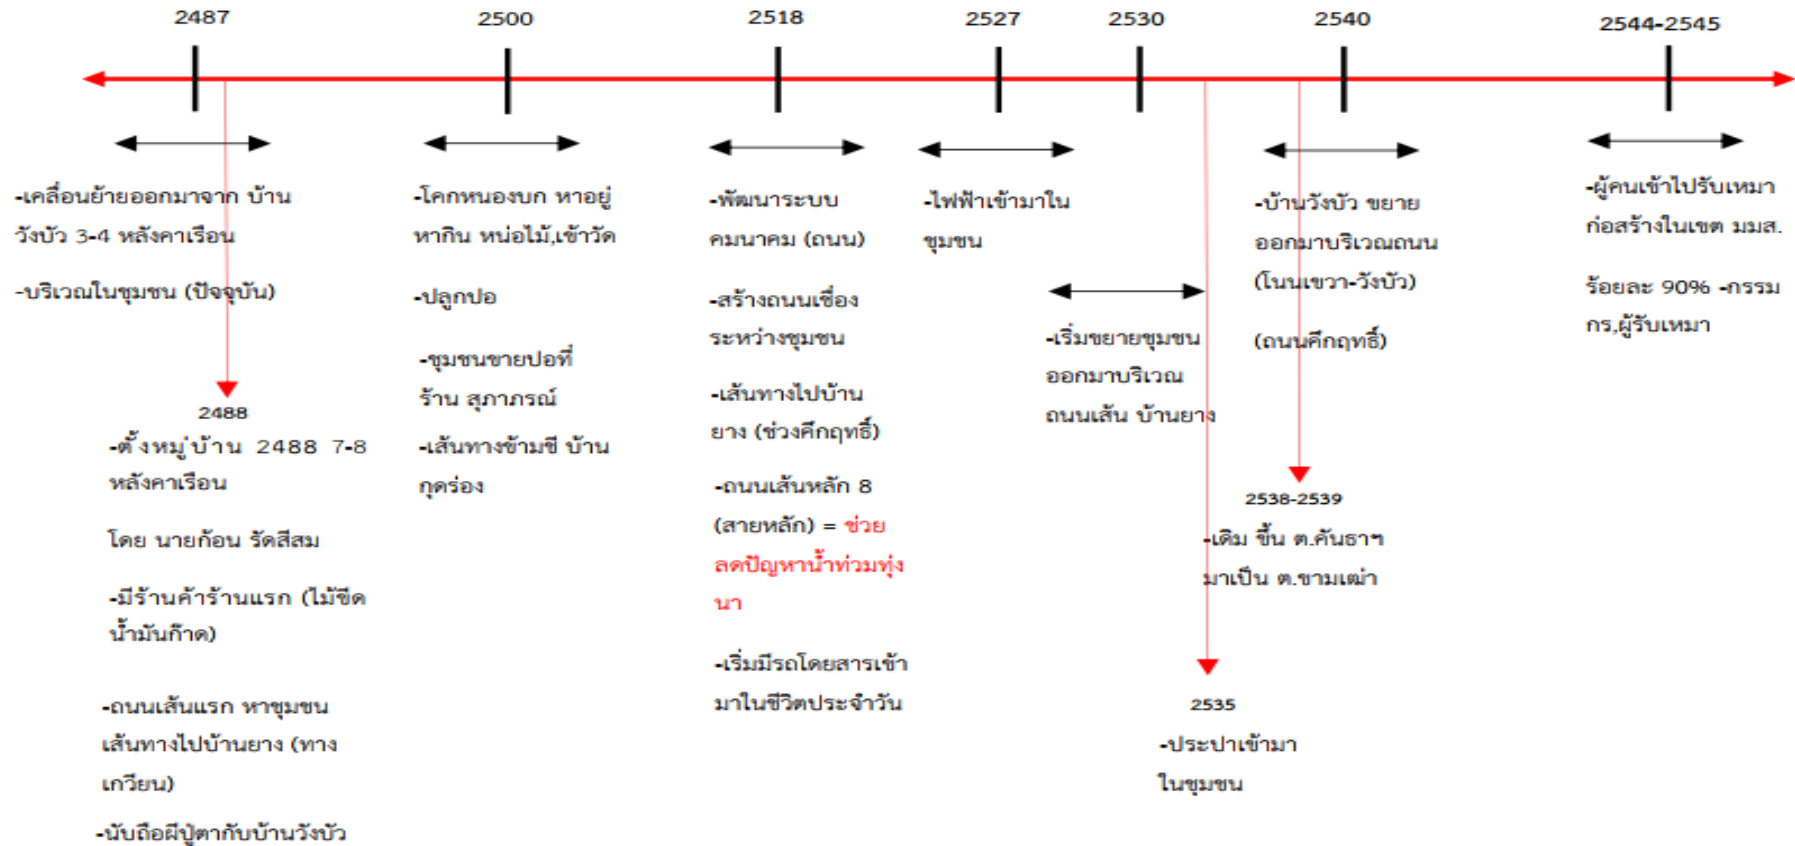 2487
2500
2518
2527
2530
2540
2544-2545
-เคลื่อนย้ายออกมาจาก บ้าน
วังบัว 3-4 หลังคาเรือน
-บริเวณในชุมชน (ปัจจุบัน)
2488
-ตั้งหมู่บ้าน 2488 7-8
หลังคาเรือน
โดย นายก้อน รัดสีสม
-มีร้านค้าร้านแรก (ไม้ขีด
น้ำมันก๊าด)
-ถนนเส้นแรก หาชุมชน
เส้นทางไปบ้านยาง (ทาง
เกวียน)
-นับถือผีปู่ตากับบ้านวังบัว
-โคกหนองบก หาอยู่
หากิน หน่อไม้,เข้าวัด
-ปลูกปอ
-ชุมชนขายปอที่
ร้าน สุภาภรณ์
-เส้นทางข้ามชี บ้าน
กุดร่อง
-พัฒนาระบบ
คมนาคม (ถนน)
-สร้างถนนเชื่อง
ระหว่างชุมชน
-เส้นทางไปบ้าน
ยาง (ช่วงคึกฤทธิ์)
-ถนนเส้นหลัก 8
(สายหลัก) = ช่วย
ลดปัญหาน้ำท่วมทุ่ง
นา
-เริ่มมีรถโดยสารเข้า
มาในชีวิตประจำวัน
-ไฟฟ้าเข้ามาใน
ชุมชน
-เริ่มขยายชุมชน
ออกมาบริเวณ
ถนนเส้น บ้านยาง
2535
-ประปาเข้ามา
ในชุมชน
-บ้านวังบัว ขยาย
ออกมาบริเวณถนน
(โนนเขวา-วังบัว)
(ถนนคึกฤทธิ์)
2538-2539
-เดิม ขึ้น ต.คันธาฯ
มาเป็น ต.ขามเฒ่า
-ผู้คนเข้าไปรับเหมา
ก่อสร้างในเขต มมส.
ร้อยละ 90% -กรรม
กร,ผู้รับเหมา